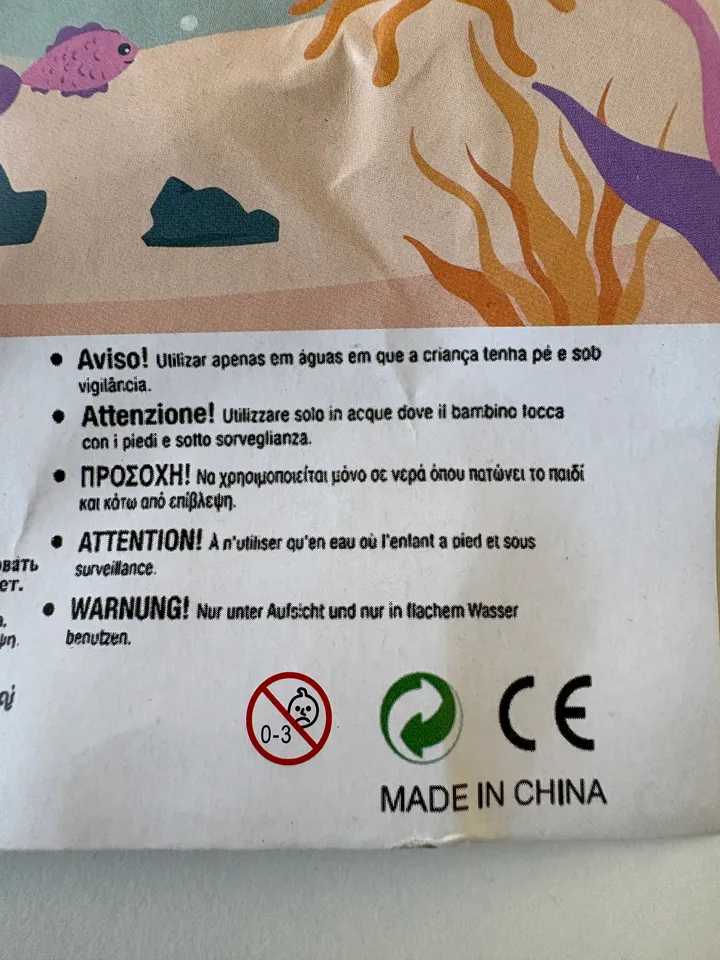 • Aviso! Utilizar apenas em águas em que a criança tenha pé e sob
vigilância.
• Attenzione! Utilizzare solo in acque dove il bambino tocca
con i piedi e sotto sorveglianza.
• ΠΡΟΣΟΧΗ! Να χρησιμοποιείται μόνο σε νερά όπου πατώνει το παιδί
και κάτω από επίβλεψη.
• ATTENTION! À n'utiliser qu'en eau où l'enfant a pied et sous
surveillance.
• WARNUNG! Nur unter Aufsicht und nur in flachem Wasser
benutzen.
0-3
CE
MADE IN CHINA